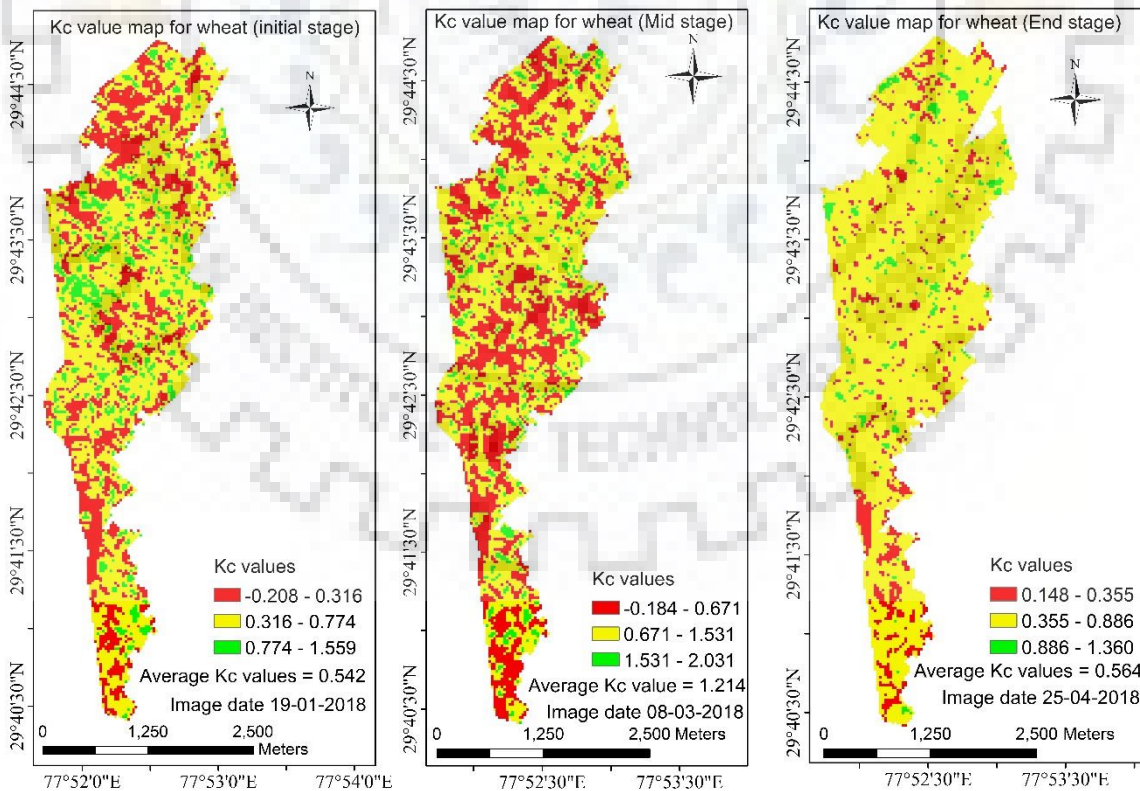 Kc value map for wheat (initial stage)
N
29°44'30"N
29°43'30"N
29°42'30"N
29°41'30"N
29°40'30"N
Kc values
-0.208 - 0.316
0.316 - 0.774
0.774 - 1.559
Average Kc values = 0.542
Image date 19-01-2018
0 1,250 2,500
Meters
77°52'0"E 77°53'0"E 77°54'0"E
Kc value map for wheat (Mid stage)
N
29°44'30"N
29°43'30"N
29°42'30"N
29°41'30"N
29°40'30"N
Kc values
-0.184 - 0.671
0.671 - 1.531
1.531 - 2.031
Average Kc value = 1.214
Image date 08-03-2018
0 1,250 2,500
Meters
77°52'30"E 77°53'30"E
Kc value map for wheat (End stage)
N
29°44'30"N
29°43'30"N
29°42'30"N
29°41'30"N
29°40'30"N
Kc values
0.148 - 0.355
0.355 - 0.886
0.886 - 1.360
Average Kc values = 0.564
Image date 25-04-2018
0 1,250 2,500
Meters
77°52'30"E 77°53'30"E